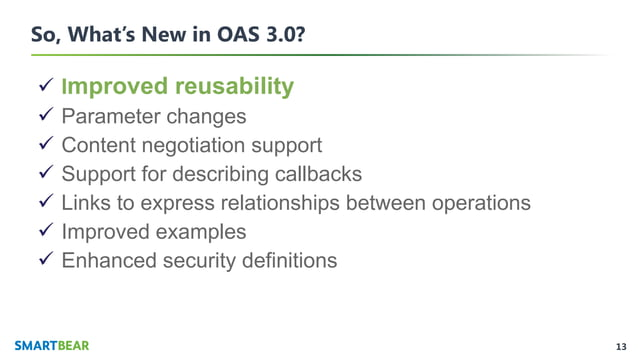 So, What's New in OAS 3.0?
✓ Improved reusability
✓ Parameter changes
✓ Content negotiation support
✓ Support for describing callbacks
✓ Links to express relationships between operations
✓ Improved examples
✓ Enhanced security definitions
SMARTBEAR
13